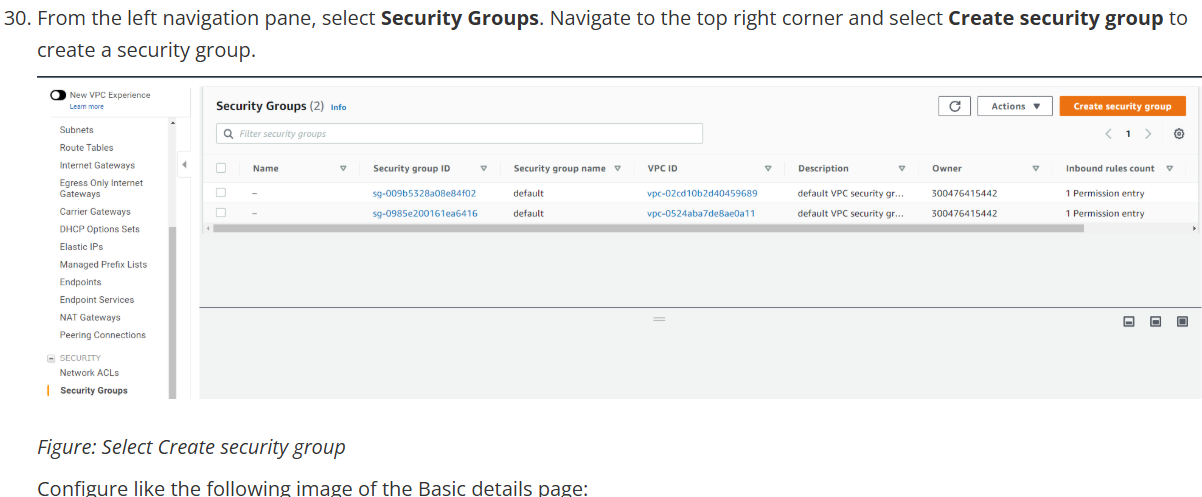 30. From the left navigation pane, select Security Groups. Navigate to the top right corner and select Create security group to
create a security group.
New VPC Experience
Learn more
Subnets
Route Tables
Internet Gateways
Egress Only Internet
Gateways
Carrier Gateways
DHCP Options Sets
Elastic IPs
Managed Prefix Lists
Endpoints
Endpoint Services
NAT Gateways
Peering Connections
SECURITY
Network ACLs
Security Groups
Security Groups (2) Info
Actions
Create security group
Filter security groups
1
Name Security group ID Security group name VPC ID Description Owner Inbound rules count
– sg-009b5328a08e84f02 default vpc-02cd10b2d40459689 default VPC security gr... 300476415442 1 Permission entry
– sg-0985e200161ea6416 default vpc-0524aba7de8ae0a11 default VPC security gr... 300476415442 1 Permission entry
Figure: Select Create security group
Configure like the following image of the Basic details page: